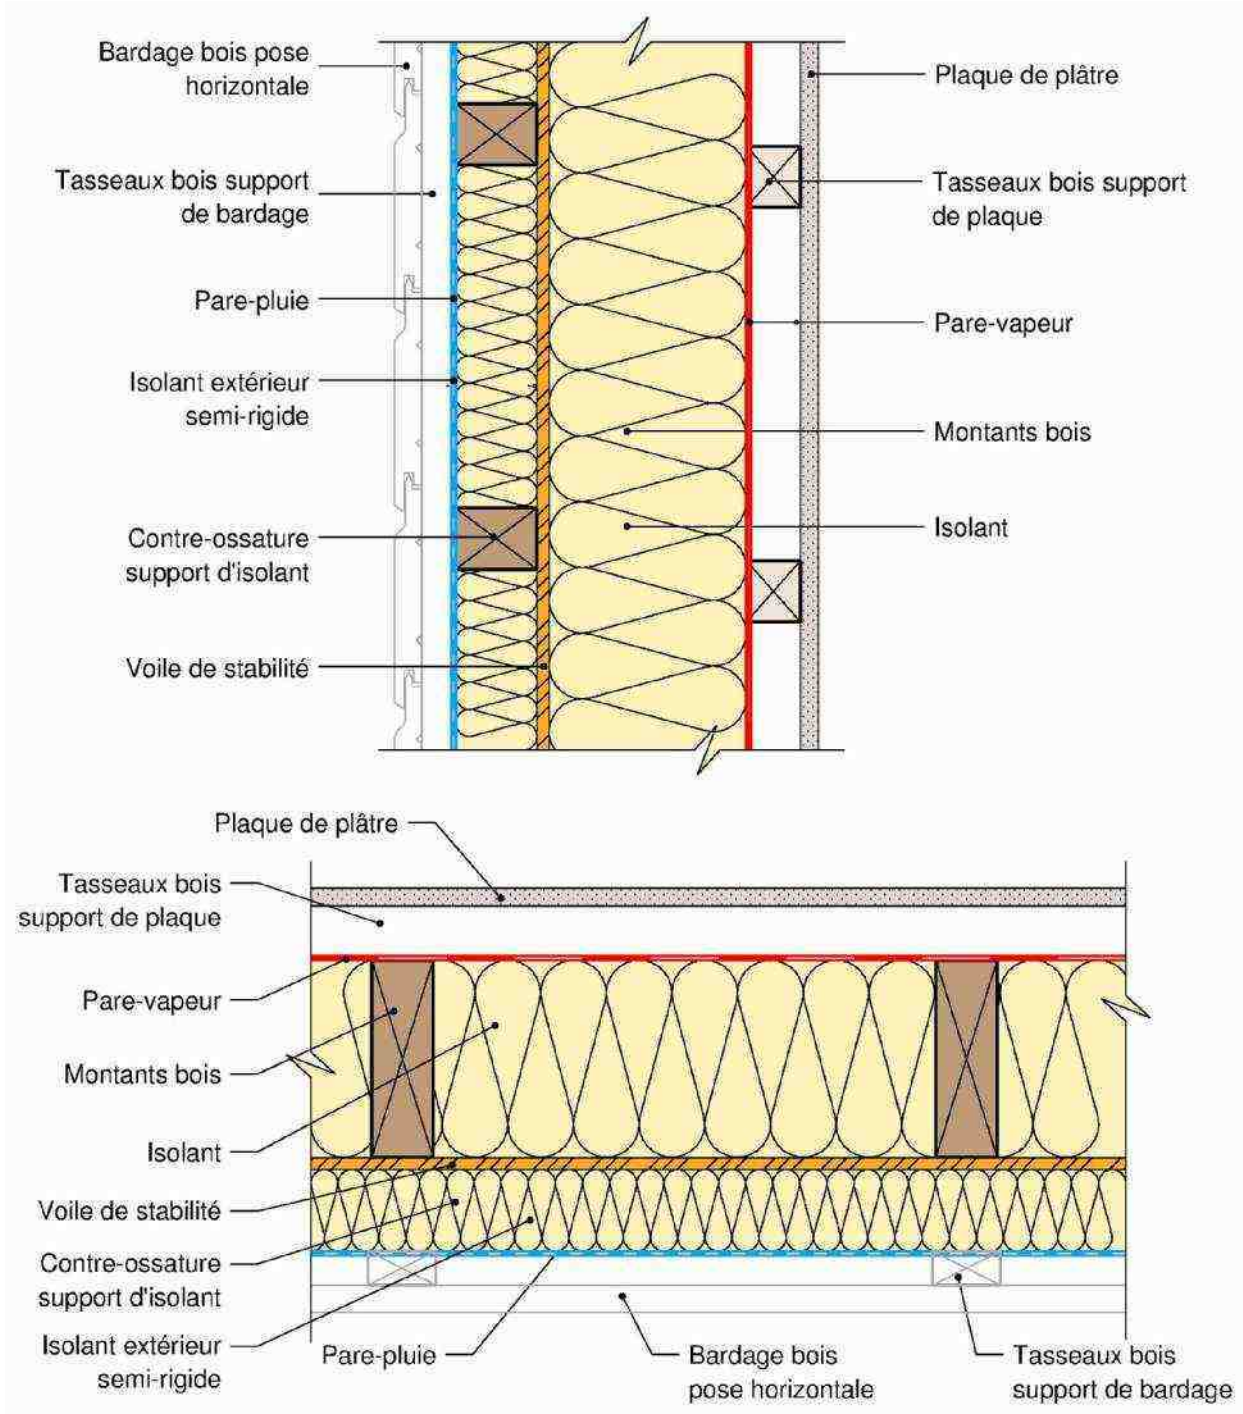 Bardage bois pose
horizontale
Tasseaux bois support
de bardage
Pare-pluie
Isolant extérieur
semi-rigide
Contre-ossature
support d'isolant
Voile de stabilité
Plaque de plâtre
Tasseaux bois support
de plaque
Pare-vapeur
Montants bois
Isolant
Plaque de plâtre
Tasseaux bois
support de plaque
Pare-vapeur
Montants bois
Isolant
Voile de stabilité
Contre-ossature
support d'isolant
Isolant extérieur
semi-rigide
Pare-pluie
Bardage bois
pose horizontale
Tasseaux bois
support de bardage